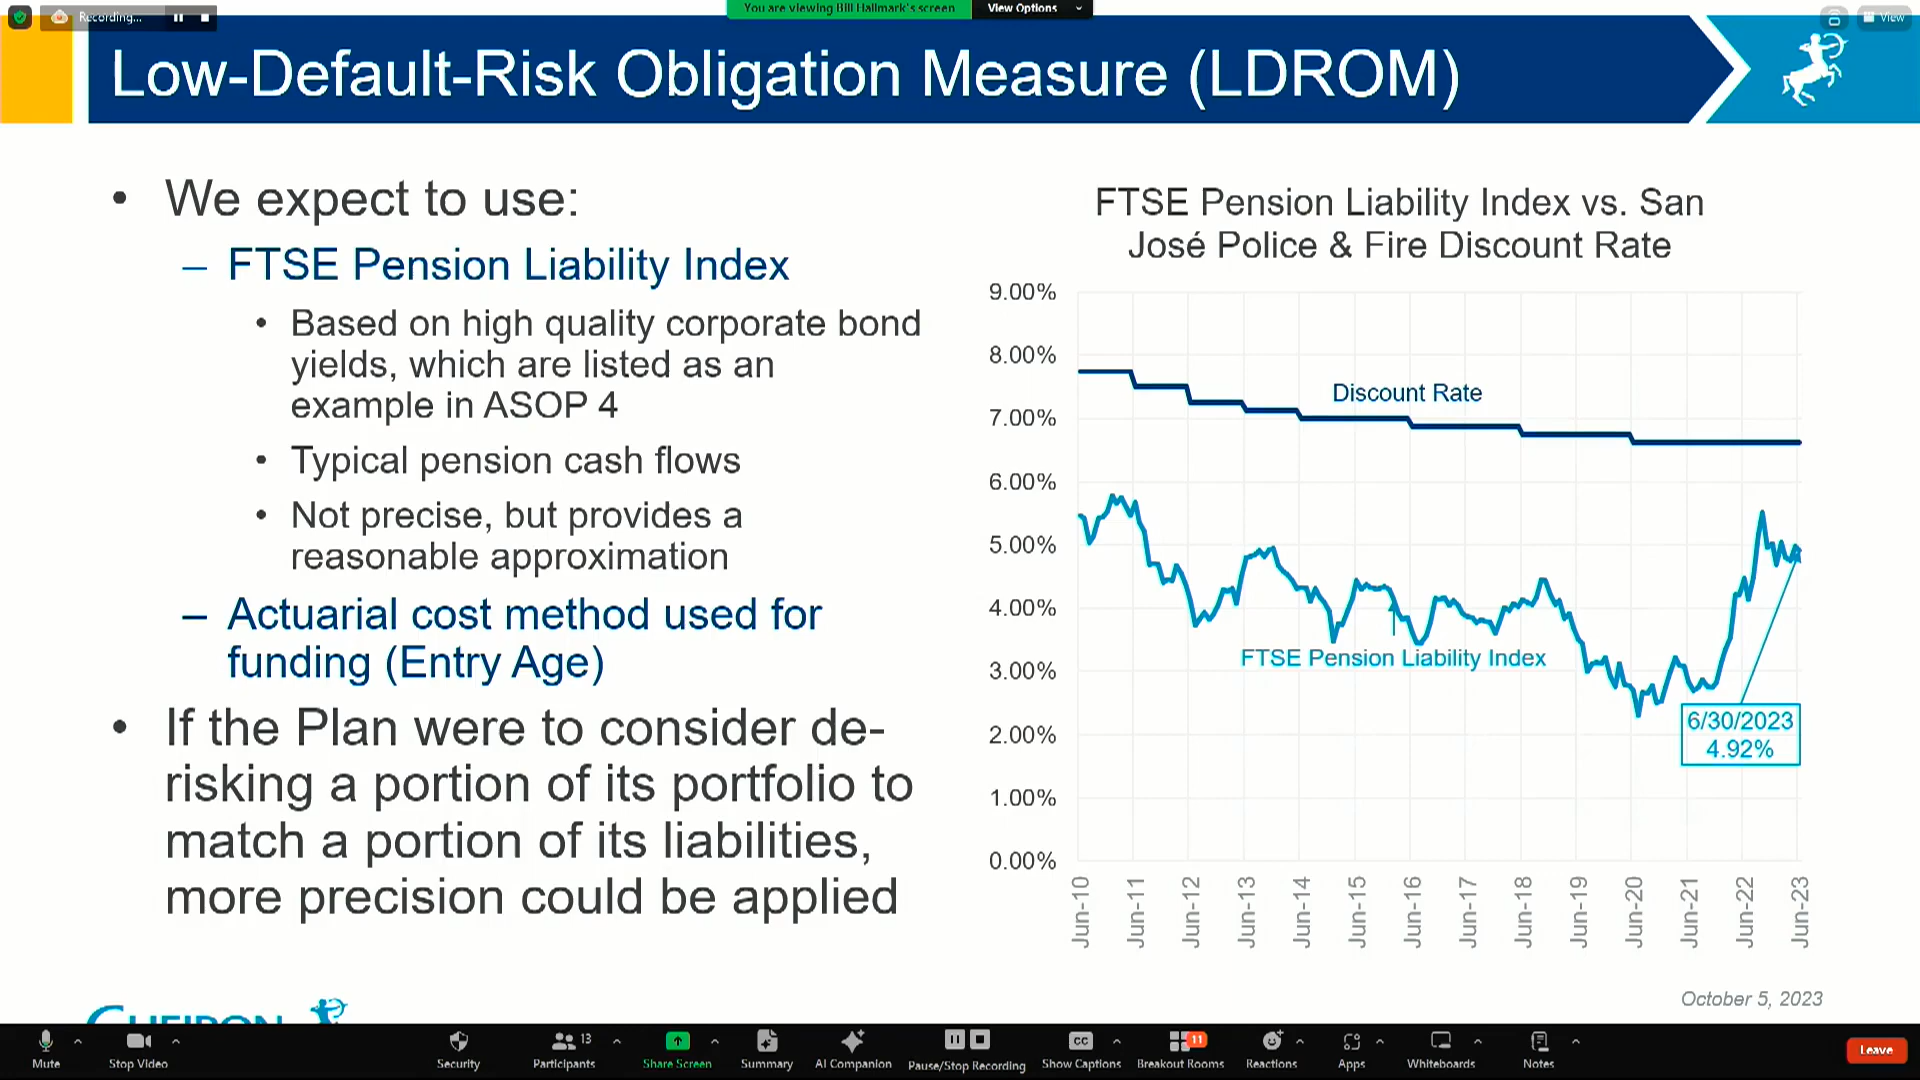 Recording...
You are viewing Bill Hallmark's screen
View Options
View
Low-Default-Risk Obligation Measure (LDROM)
• We expect to use:
– FTSE Pension Liability Index
• Based on high quality corporate bond
yields, which are listed as an
example in ASOP 4
• Typical pension cash flows
• Not precise, but provides a
reasonable approximation
– Actuarial cost method used for
funding (Entry Age)
• If the Plan were to consider de-
risking a portion of its portfolio to
match a portion of its liabilities,
more precision could be applied
FTSE Pension Liability Index vs. San
José Police & Fire Discount Rate
9.00%
8.00%
7.00%
6.00%
5.00%
4.00%
3.00%
2.00%
1.00%
0.00%
Discount Rate
FTSE Pension Liability Index
6/30/2023
4.92%
Jun-10
Jun-11
Jun-12
Jun-13
Jun-14
Jun-15
Jun-16
Jun-17
Jun-18
Jun-19
Jun-20
Jun-21
Jun-22
Jun-23
October 5, 2023
CHEIRON
Mute
Stop Video
Security
Participants 13
Share Screen
Summary
AI Companion
Pause/Stop Recording
CC
Show Captions
11
Breakout Rooms
Reactions
Apps
Whiteboards
Notes
Leave